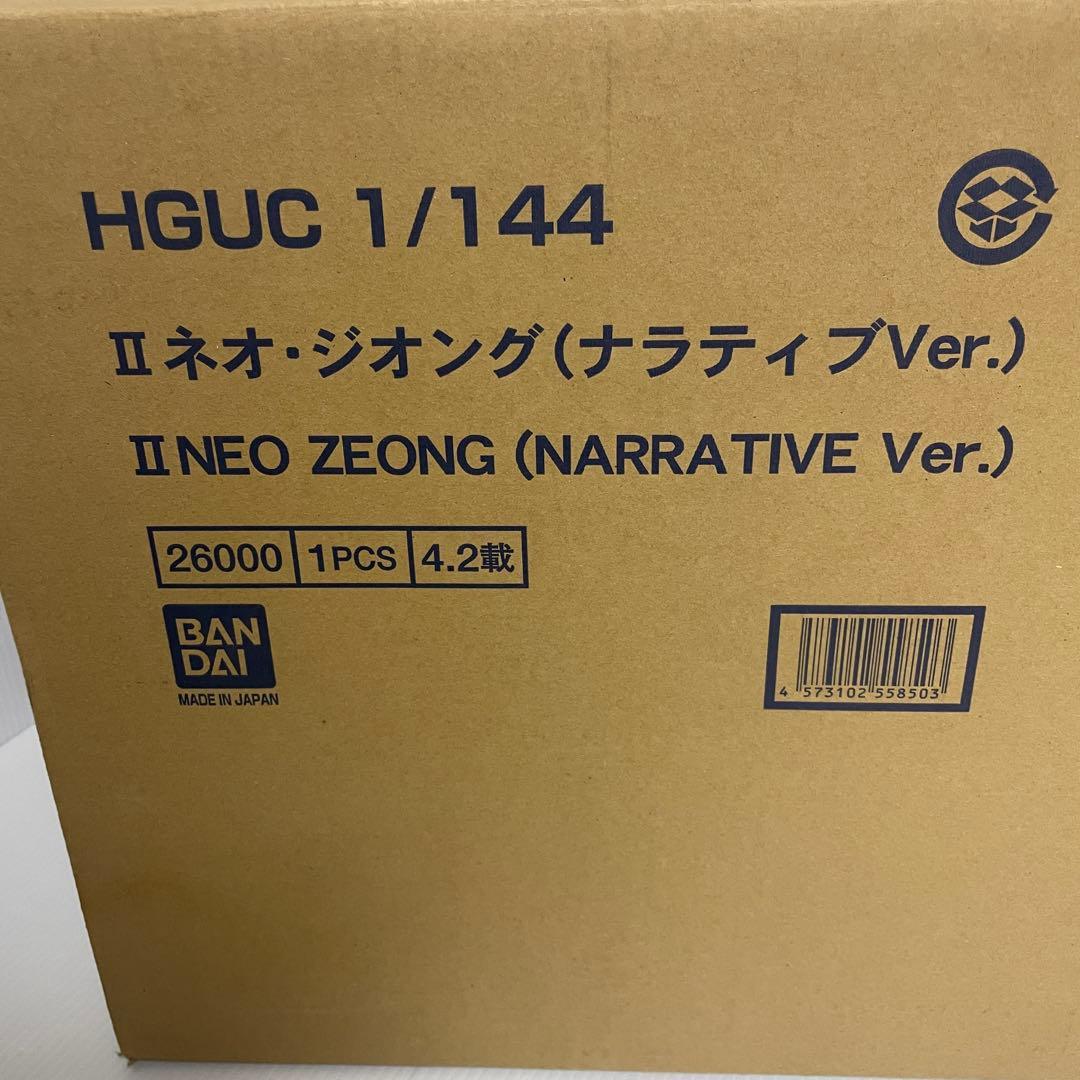 HGUC 1/144
Ⅱネオ・ジオング(ナラティブVer.)
ⅡNEO ZEONG (NARRATIVE Ver.)
26000 1PCS 4.2載
BAN
DAI
MADE IN JAPAN
4 573102 558503